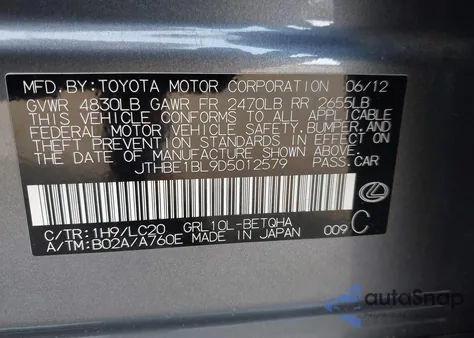 MFD.BY:TOYOTA MOTOR CORPORATION 06/12
GVWR 4830LB GAWR FR 2470LB RR 2655LB
THIS VEHICLE CONFORMS TO ALL APPLICABLE
FEDERAL MOTOR VEHICLE SAFETY, BUMPER, AND
THEFT PREVENTION STANDARDS IN EFFECT ON
THE DATE OF MANUFACTURE SHOWN ABOVE.
JTHBE1BL9D5012579 PASS.CAR
C/TR:1H9/LC20 GRL10L-BETQHA
A/TM:B02A/A760E MADE IN JAPAN 009 C
autoSnap